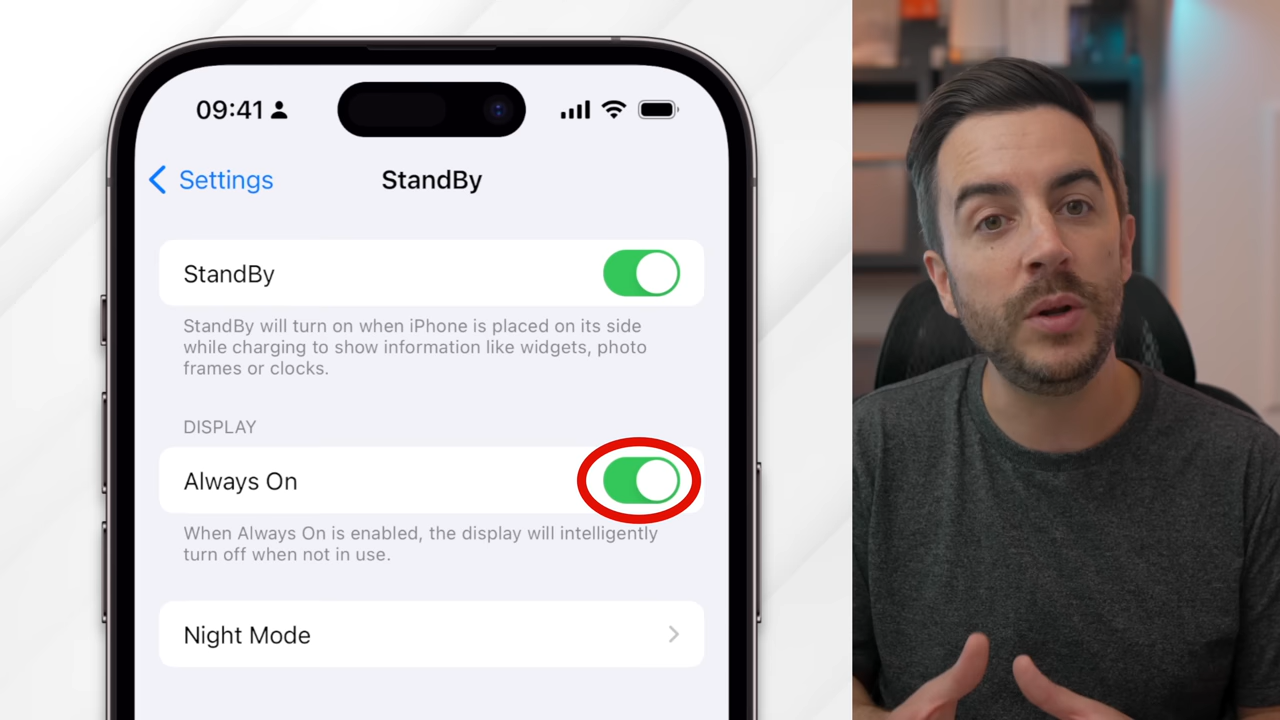 09:41
Settings
StandBy
StandBy
StandBy will turn on when iPhone is placed on its side
while charging to show information like widgets, photo
frames or clocks.
DISPLAY
Always On
When Always On is enabled, the display will intelligently
turn off when not in use.
Night Mode